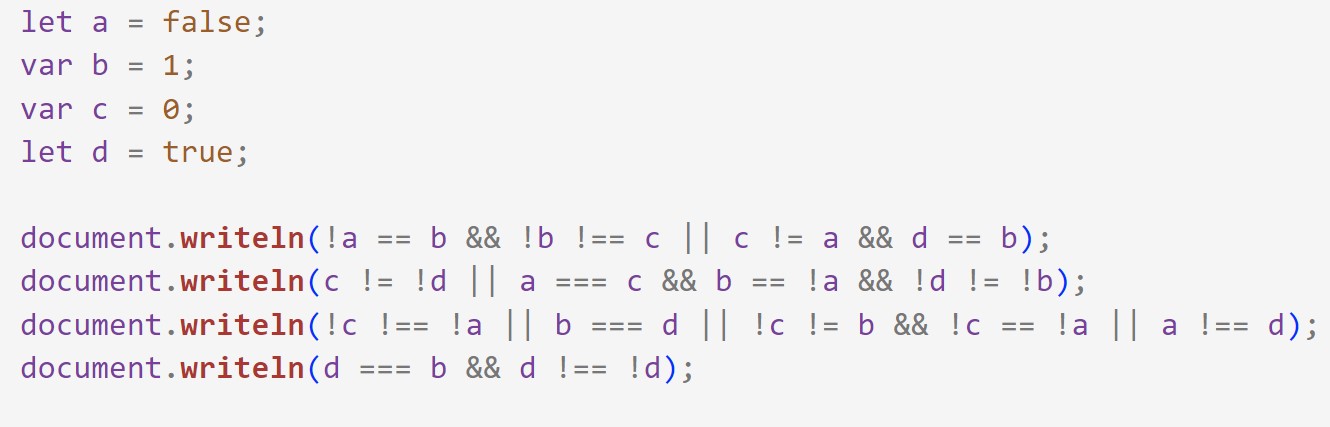 let a = false;
var b = 1;
var c = 0;
let d = true;
document.writeln(!a == b && !b !== c || c != a && d == b);
document.writeln(c != !d || a === c && b == !a && !d != !b);
document.writeln(!c !== !a || b === d || !c != b && !c == !a || a !== d);
document.writeln(d === b && d !== !d);